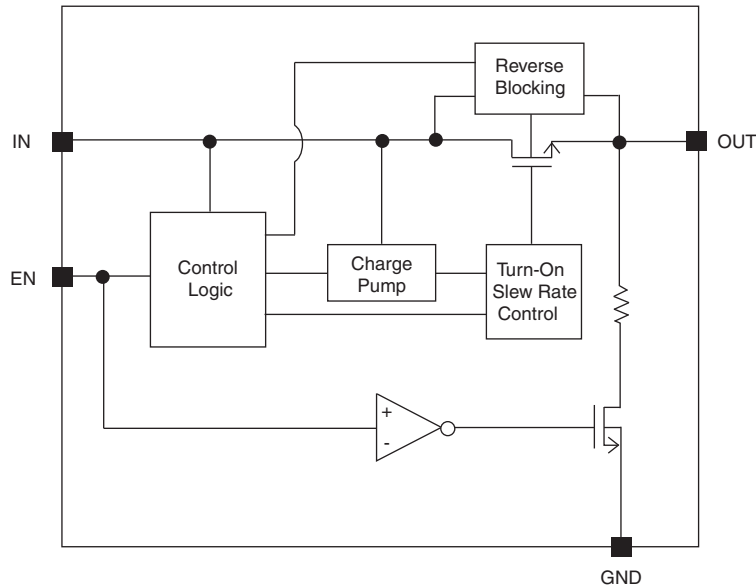 Reverse
Blocking
IN
OUT
EN
Control
Logic
Charge
Pump
Turn-On
Slew Rate
Control
+
-
GND